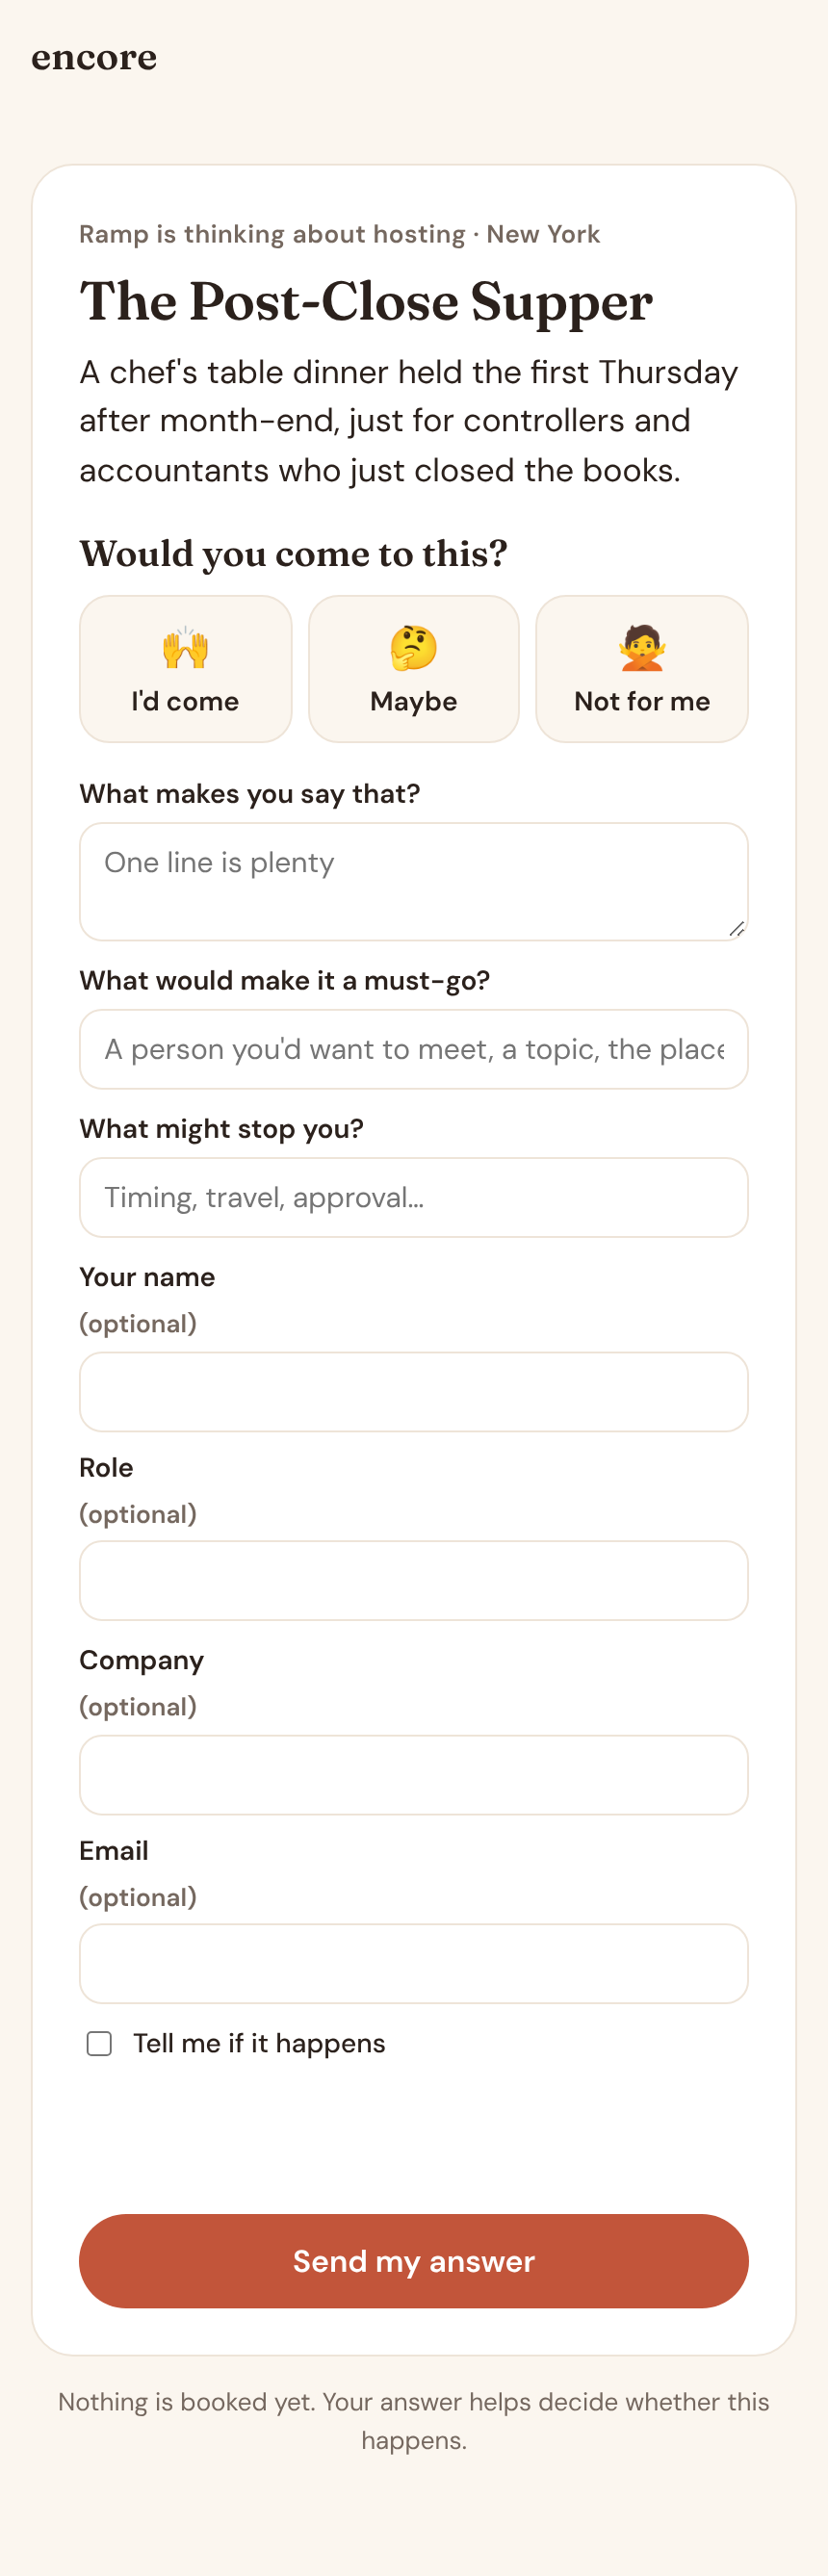 encore
Ramp is thinking about hosting · New York
The Post-Close Supper
A chef's table dinner held the first Thursday
after month-end, just for controllers and
accountants who just closed the books.
Would you come to this?
I'd come
Maybe
Not for me
What makes you say that?
One line is plenty
What would make it a must-go?
A person you'd want to meet, a topic, the place
What might stop you?
Timing, travel, approval...
Your name
(optional)
Role
(optional)
Company
(optional)
Email
(optional)
Tell me if it happens
Send my answer
Nothing is booked yet. Your answer helps decide whether this
happens.